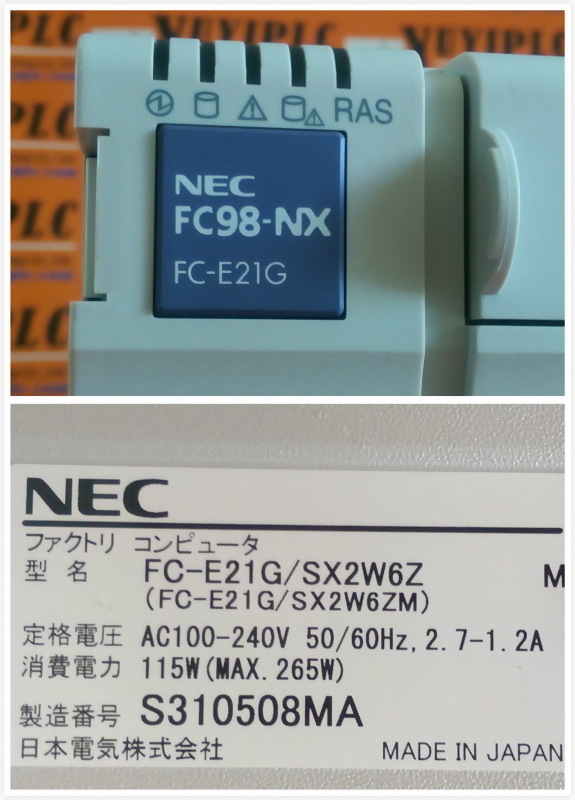 YUYIPLC
YUYIPLC
RAS
NEC
FC98-NX
FC-E21G
NEC
ファクトリ コンピュータ
型 名 FC-E21G/SX2W6Z M
(FC-E21G/SX2W6ZM)
定格電圧 AC100-240V 50/60Hz, 2.7-1.2A
消費電力 115W(MAX. 265W)
製造番号 S310508MA
日本電気株式会社 MADE IN JAPAN